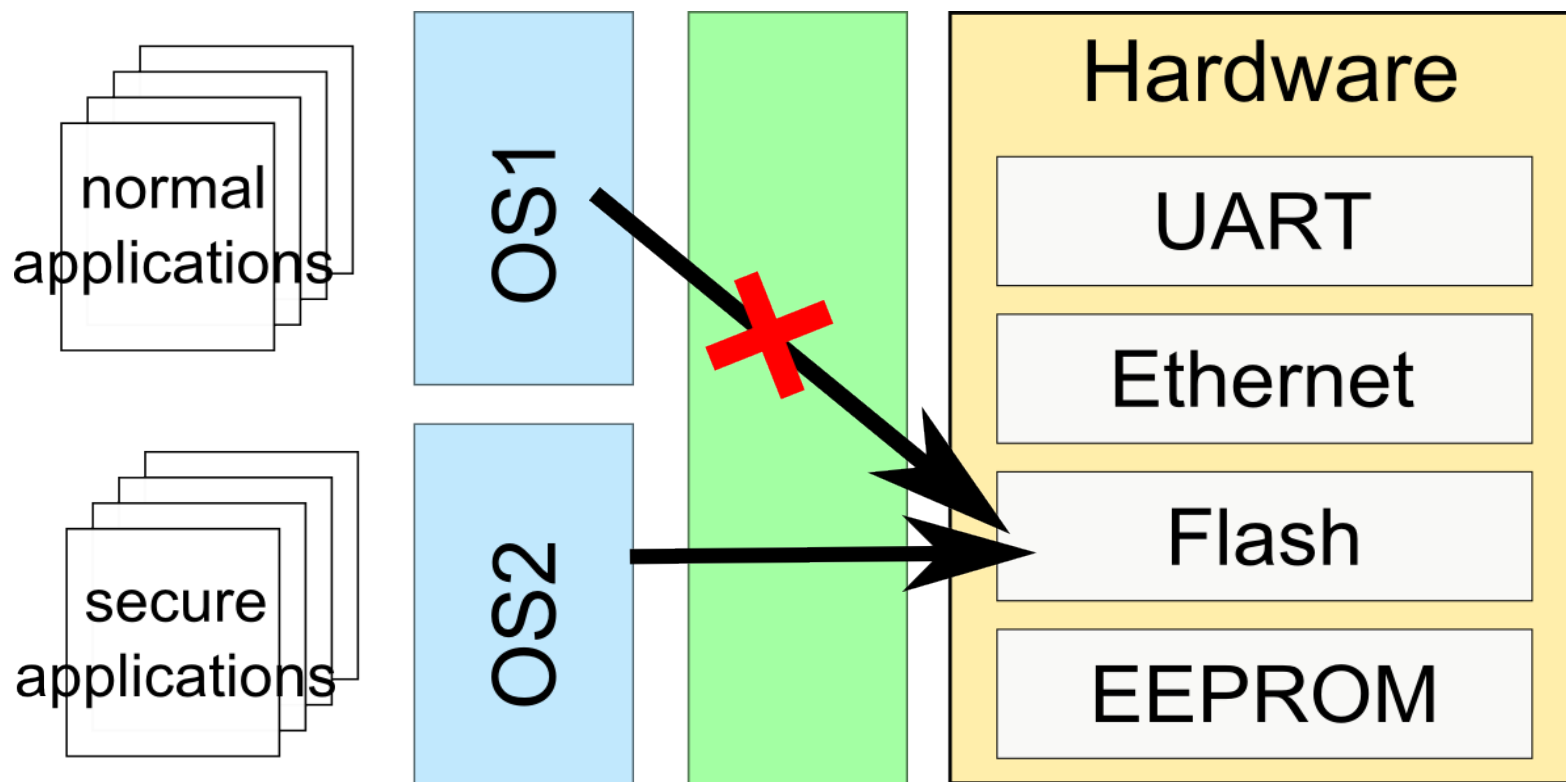 normal
applications
OS1
secure
applications
OS2
Hardware
UART
Ethernet
Flash
EEPROM